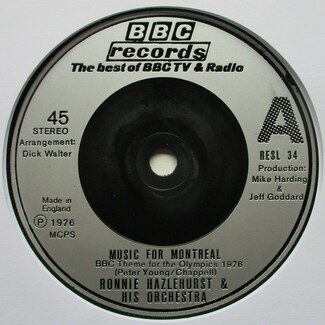 BBC
records
The best of BBC TV & Radio
45
STEREO
Arrangement:
Dick Walter
A
RESL 34
Production:
Mike Harding
&
Jeff Goddard
Made in
England
Ⓟ 1976
MCPS
MUSIC FOR MONTREAL
BBC Theme for the Olympics 1976
(Peter Young/Chappell)
RONNIE HAZLEHURST &
HIS ORCHESTRA